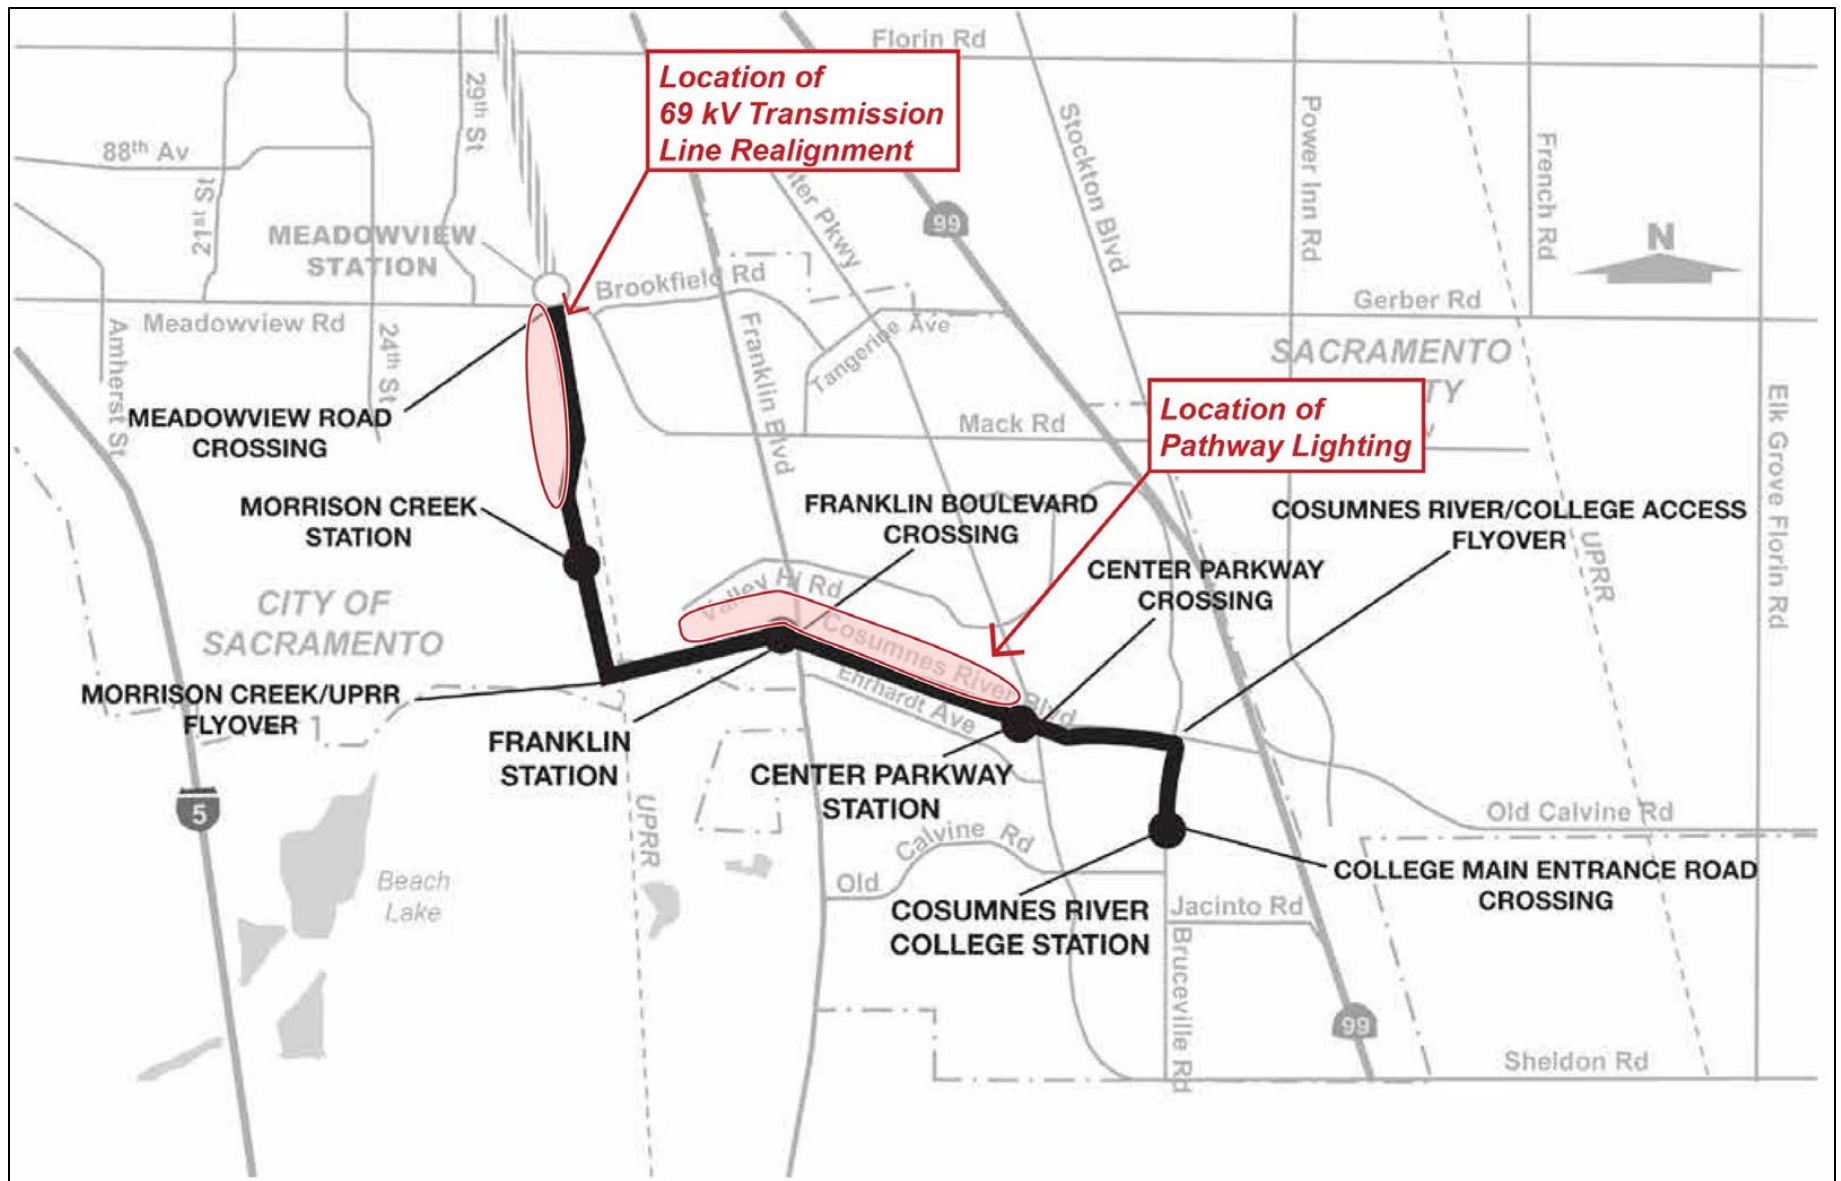 Florin Rd
Location of
69 kV Transmission
Line Realignment
29th St
88th Av
21st St
Stockton Blvd
Power Inn Rd
French Rd
Pkwy
99
N
MEADOWVIEW
STATION
Brookfield Rd
Gerber Rd
Meadowview Rd
Amherst St
24th St
Franklin Blvd
Tangerine Ave
SACRAMENTO
Location of
Pathway Lighting
Elk Grove Florin Rd
MEADOWVIEW ROAD
CROSSING
Mack Rd
MORRISON CREEK
STATION
FRANKLIN BOULEVARD
CROSSING
COSUMNES RIVER/COLLEGE ACCESS
FLYOVER
UPRR
CENTER PARKWAY
CROSSING
Valley Hi Rd
CITY OF
SACRAMENTO
Cosumnes River Blvd
Ehrhardt Ave
MORRISON CREEK/UPRR
FLYOVER
FRANKLIN
STATION
CENTER PARKWAY
STATION
5
UPRR
Old Calvine Rd
Old Calvine Rd
Beach
Lake
COLLEGE MAIN ENTRANCE ROAD
CROSSING
COSUMNES RIVER
COLLEGE STATION
Jacinto Rd
Bruceville Rd
99
Sheldon Rd